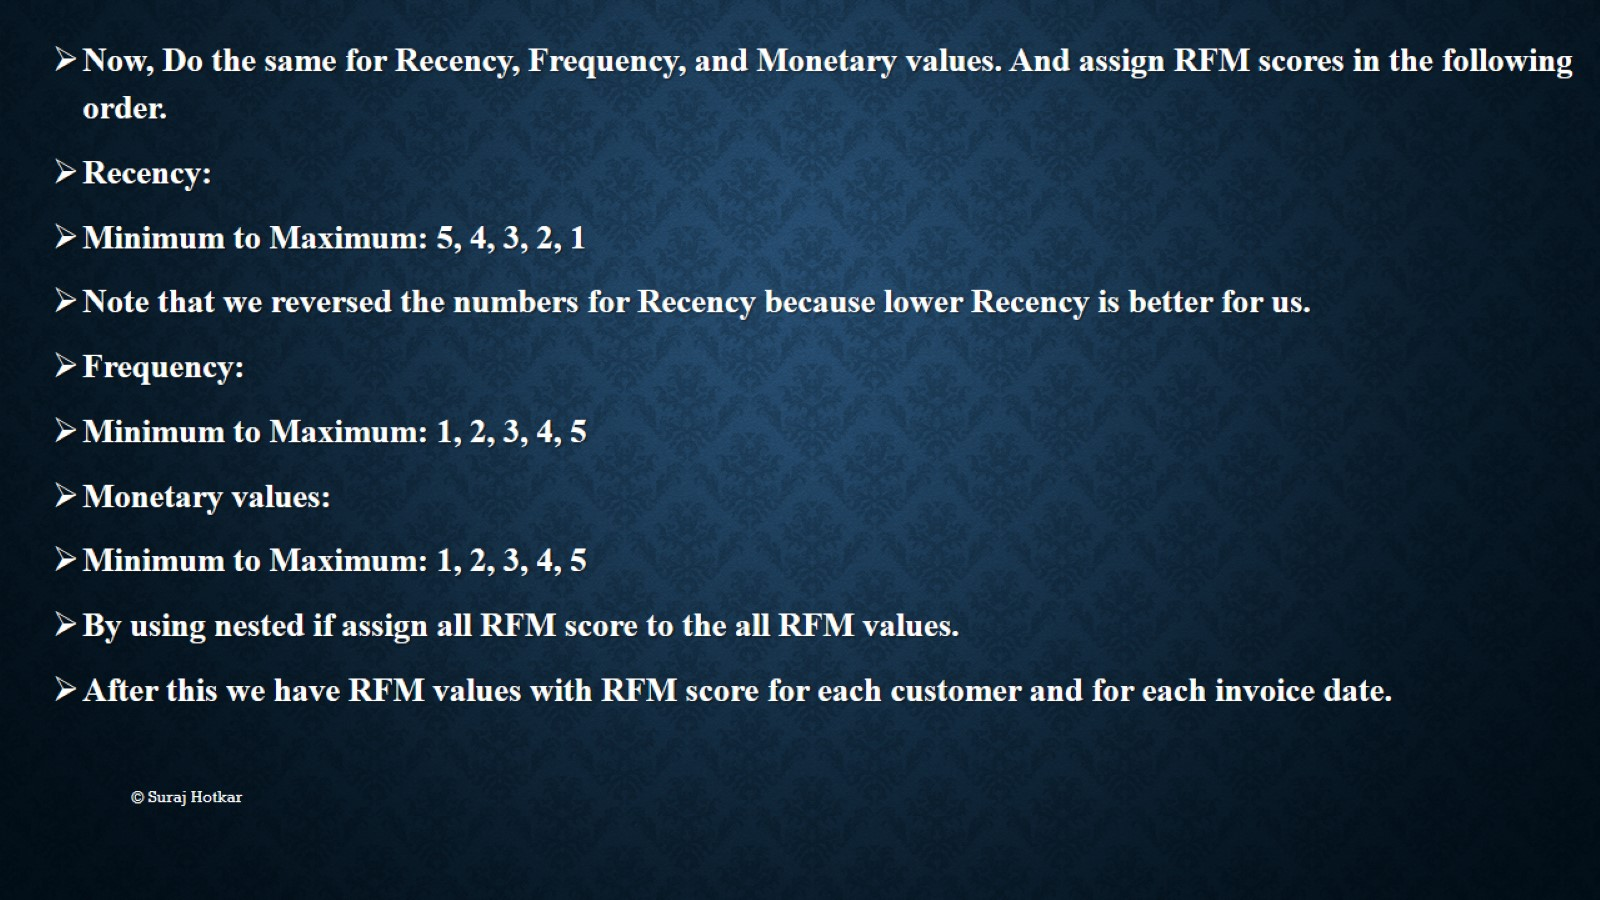 ➢Now, Do the same for Recency, Frequency, and Monetary values. And assign RFM scores in the following
order.
➢Recency:
➢Minimum to Maximum: 5, 4, 3, 2, 1
➢Note that we reversed the numbers for Recency because lower Recency is better for us.
➢Frequency:
➢Minimum to Maximum: 1, 2, 3, 4, 5
➢Monetary values:
➢Minimum to Maximum: 1, 2, 3, 4, 5
➢By using nested if assign all RFM score to the all RFM values.
➢After this we have RFM values with RFM score for each customer and for each invoice date.
© Suraj Hotkar